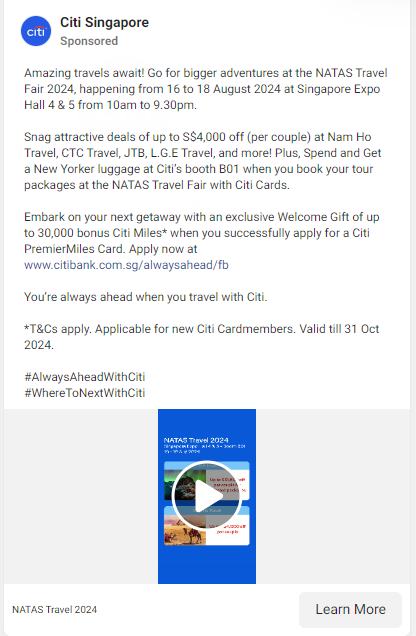 citi
Citi Singapore
Sponsored
Amazing travels await! Go for bigger adventures at the NATAS Travel
Fair 2024, happening from 16 to 18 August 2024 at Singapore Expo
Hall 4 & 5 from 10am to 9.30pm.
Snag attractive deals of up to S$4,000 off (per couple) at Nam Ho
Travel, CTC Travel, JTB, L.G.E Travel, and more! Plus, Spend and Get
a New Yorker luggage at Citi’s booth B01 when you book your tour
packages at the NATAS Travel Fair with Citi Cards.
Embark on your next getaway with an exclusive Welcome Gift of up
to 30,000 bonus Citi Miles* when you successfully apply for a Citi
PremierMiles Card. Apply now at
www.citibank.com.sg/alwaysahead/fb
You’re always ahead when you travel with Citi.
*T&Cs apply. Applicable for new Citi Cardmembers. Valid till 31 Oct
2024.
#AlwaysAheadWithCiti
#WhereToNextWithCiti
NATAS Travel 2024
per couple
NATAS Travel 2024
Learn More